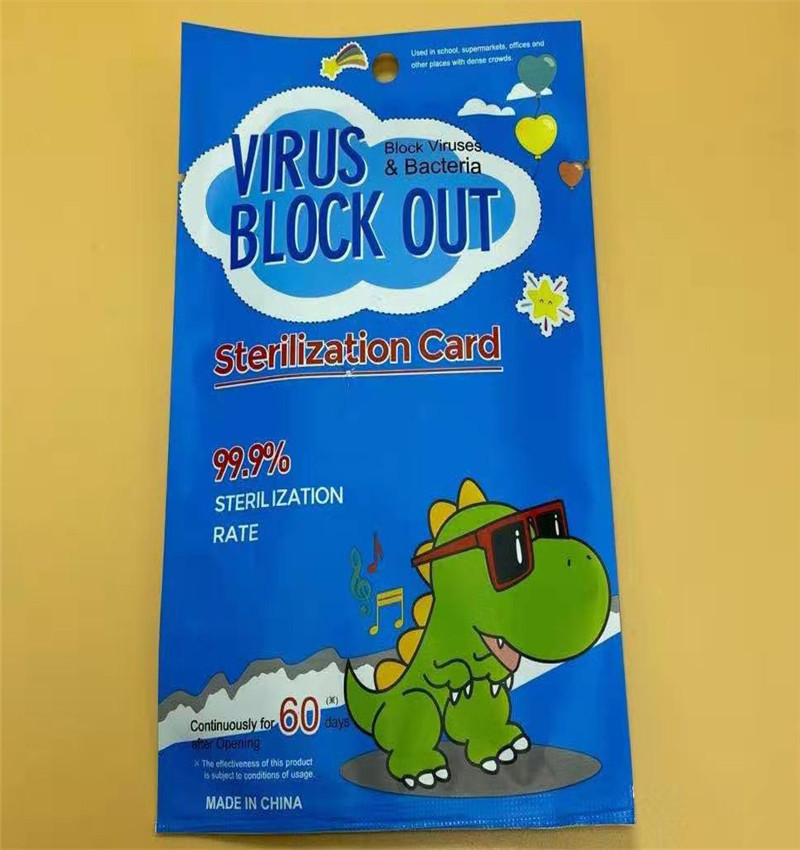 Used in school, supermarkets, offices and
other places with dense crowds.
VIRUS
BLOCK OUT
Block Viruses
& Bacteria
Sterilization Card
99.9%
STERILIZATION
RATE
Continuously for 60 (※) days
after Opening
※ The effectiveness of this product
is subject to conditions of usage.
MADE IN CHINA